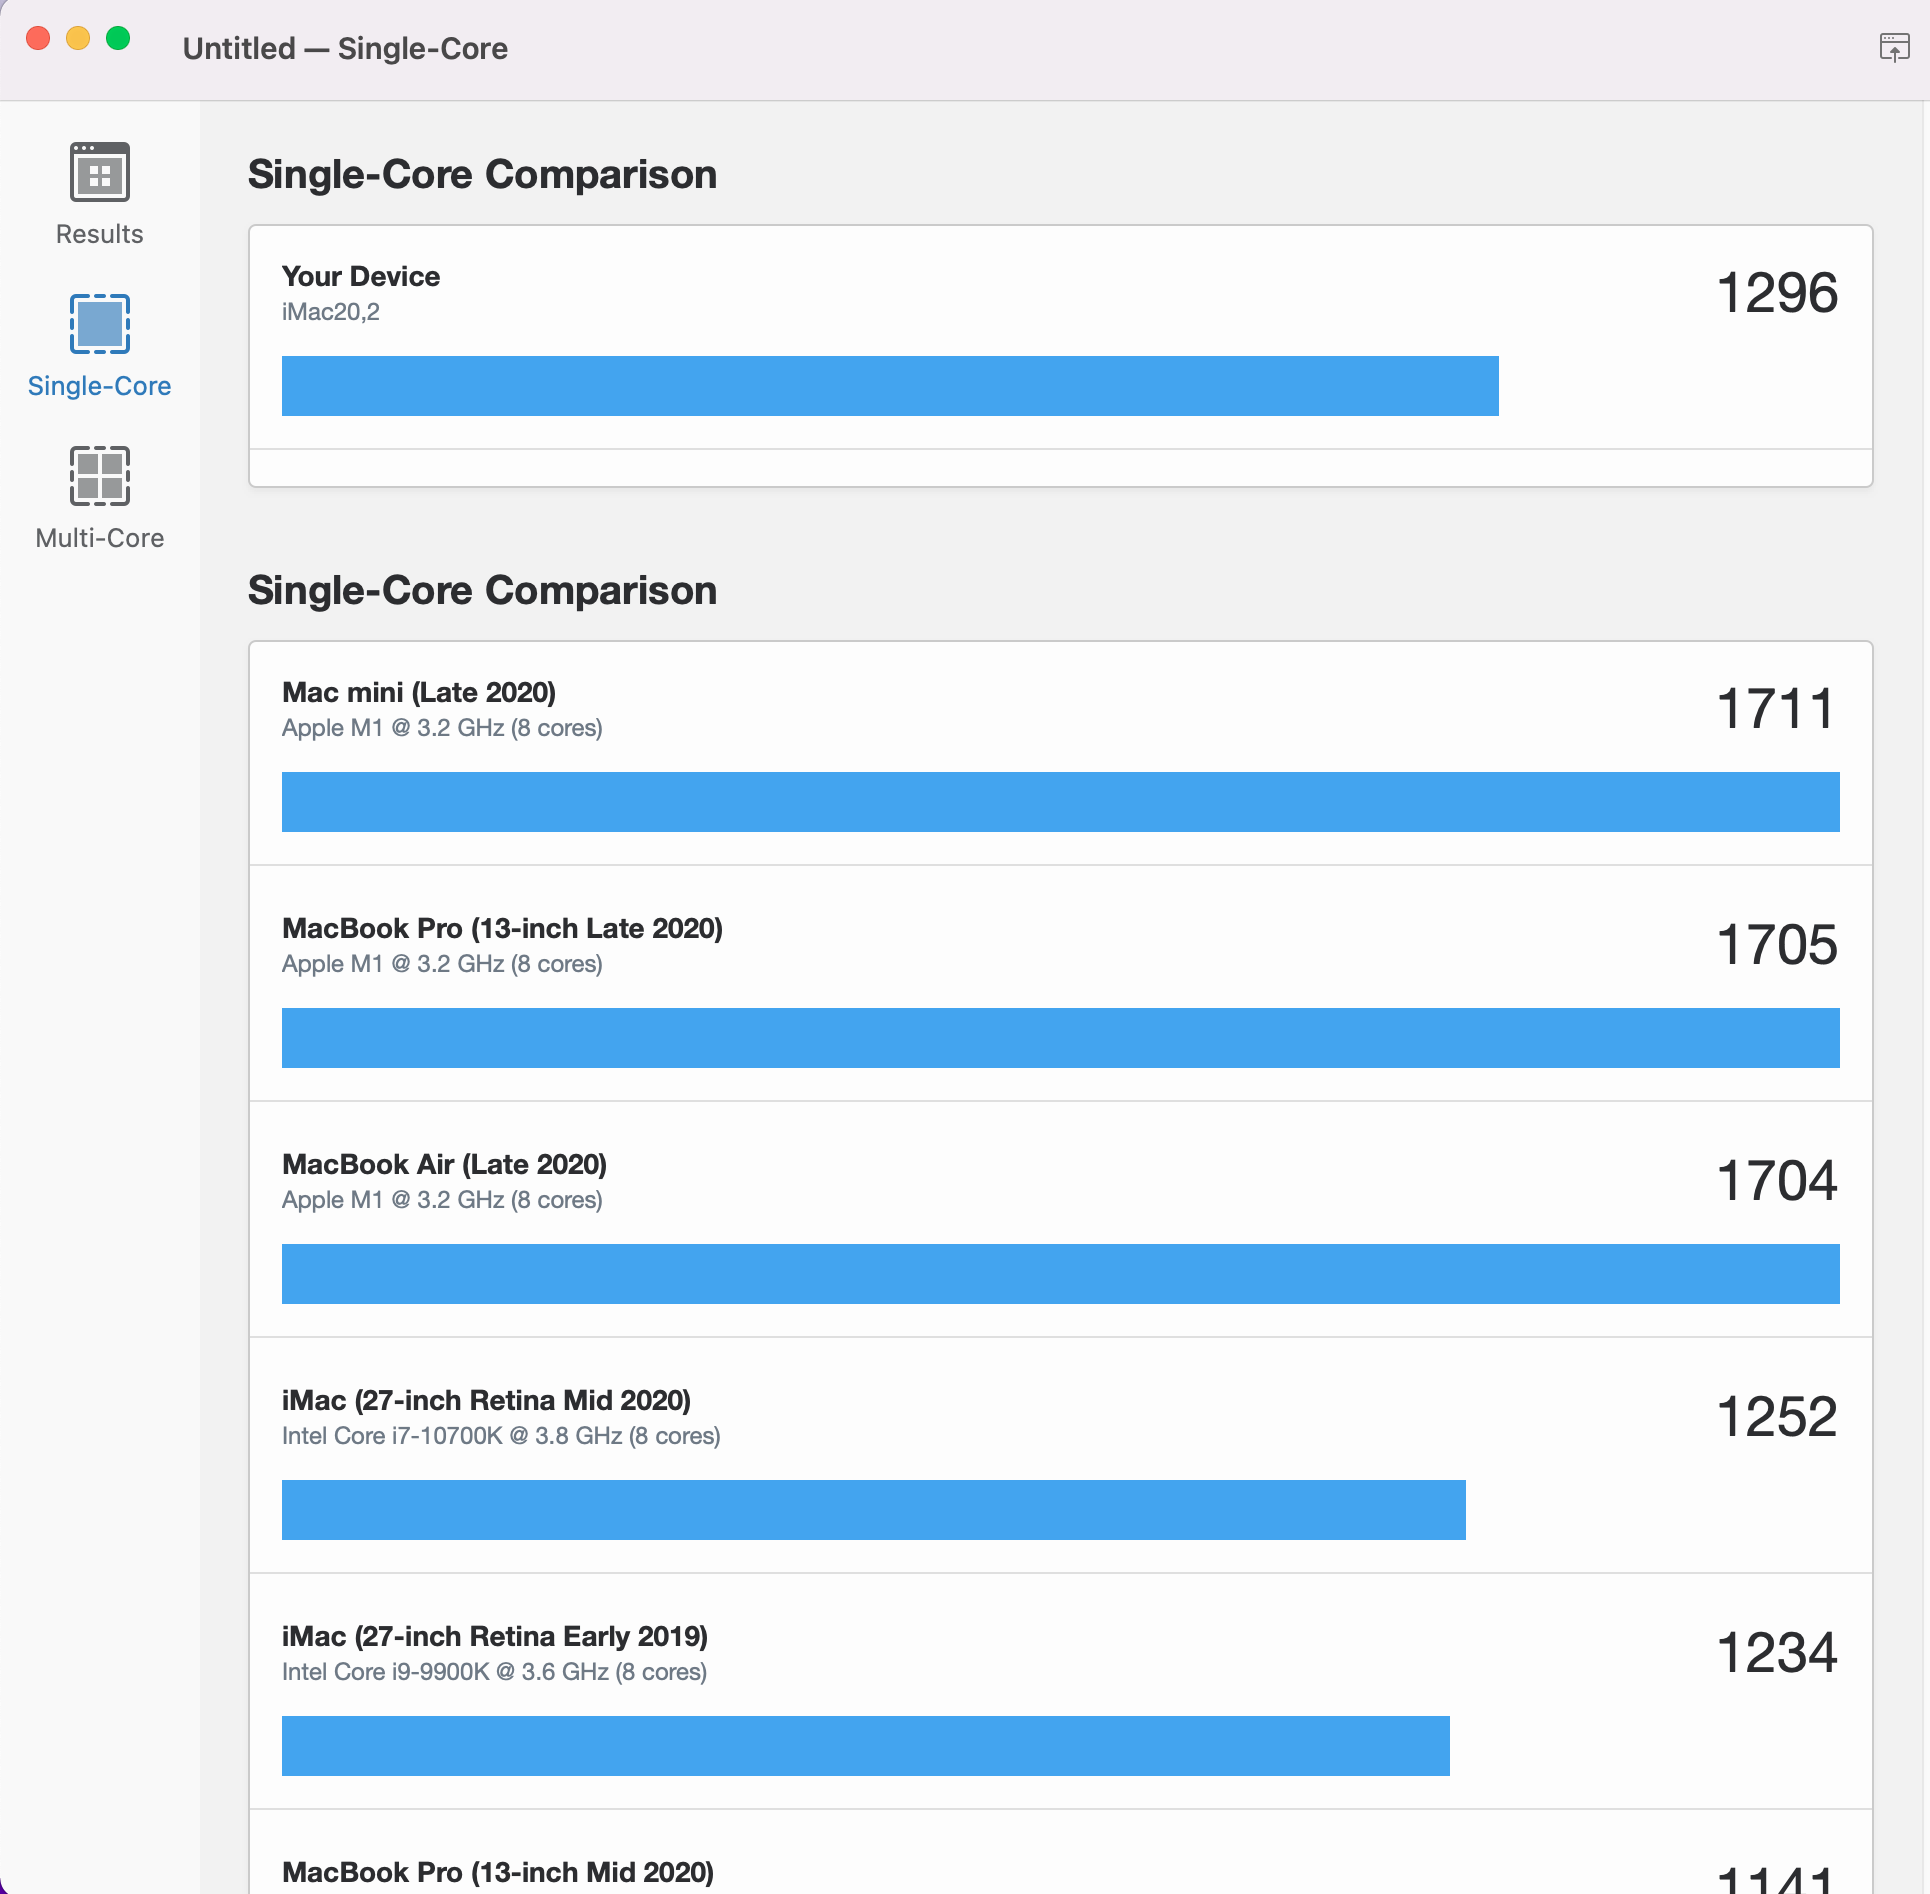 Untitled — Single-Core
Results
Single-Core
Multi-Core
Single-Core Comparison
Your Device
iMac20,2
1296
Single-Core Comparison
Mac mini (Late 2020)
Apple M1 @ 3.2 GHz (8 cores)
1711
MacBook Pro (13-inch Late 2020)
Apple M1 @ 3.2 GHz (8 cores)
1705
MacBook Air (Late 2020)
Apple M1 @ 3.2 GHz (8 cores)
1704
iMac (27-inch Retina Mid 2020)
Intel Core i7-10700K @ 3.8 GHz (8 cores)
1252
iMac (27-inch Retina Early 2019)
Intel Core i9-9900K @ 3.6 GHz (8 cores)
1234
MacBook Pro (13-inch Mid 2020)
1141